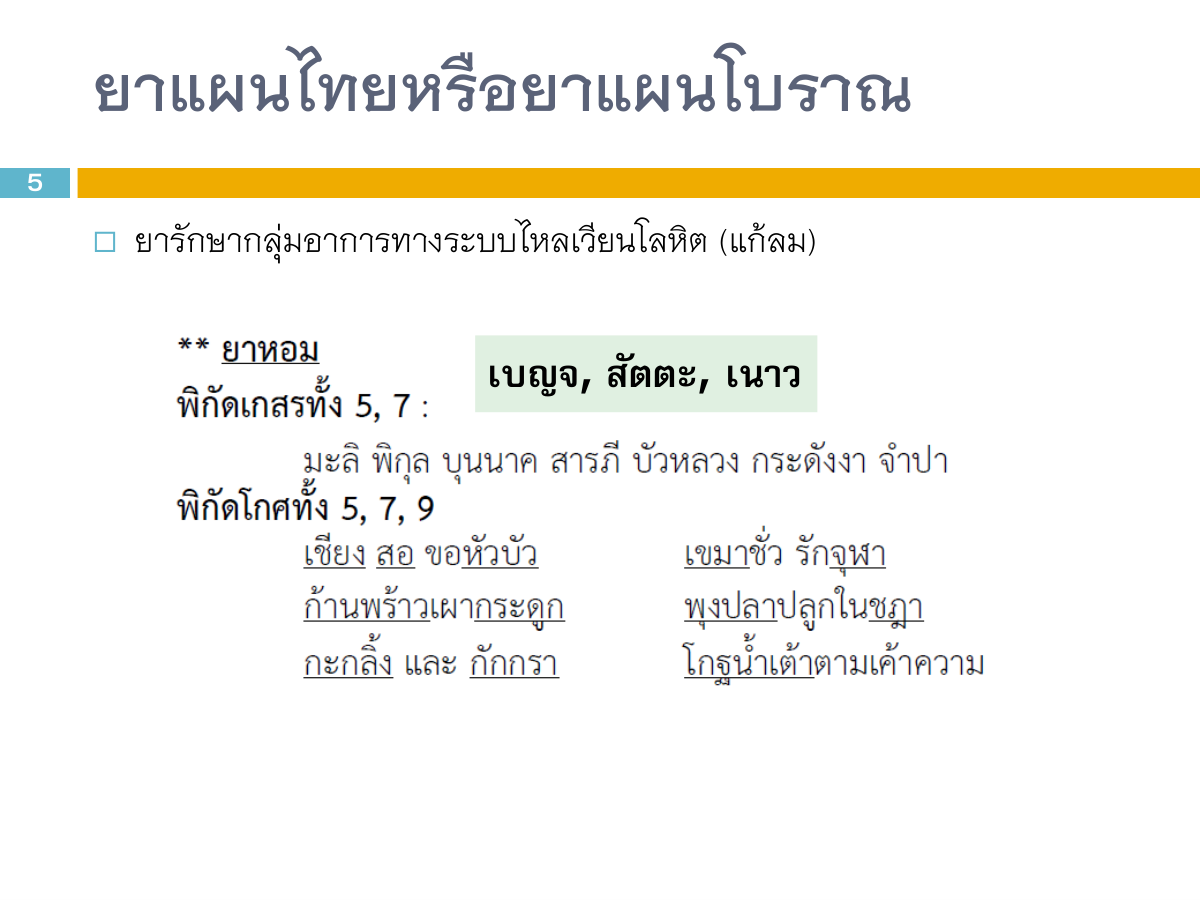 ยาแผนไทยหรือยาแผนโบราณ
5
ยารักษากลุ่มอาการทางระบบไหลเวียนโลหิต (แก้ลม)
** ยาหอม
เบญจ, สัตตะ, เนาว
พิกัดเกสรทั้ง 5, 7 :
มะลิ พิกุล บุนนาค สารภี บัวหลวง กระดังงา จำปา
พิกัดโกศทั้ง 5, 7, 9
เชียง สอ ขอหัวบัว เขมาชั่ว รักจุฬา
ก้านพร้าวเผากระดูก พุงปลาปลูกในชฎา
กะกลิ้ง และ กักกรา โกฐน้ำเต้าตามเค้าความ